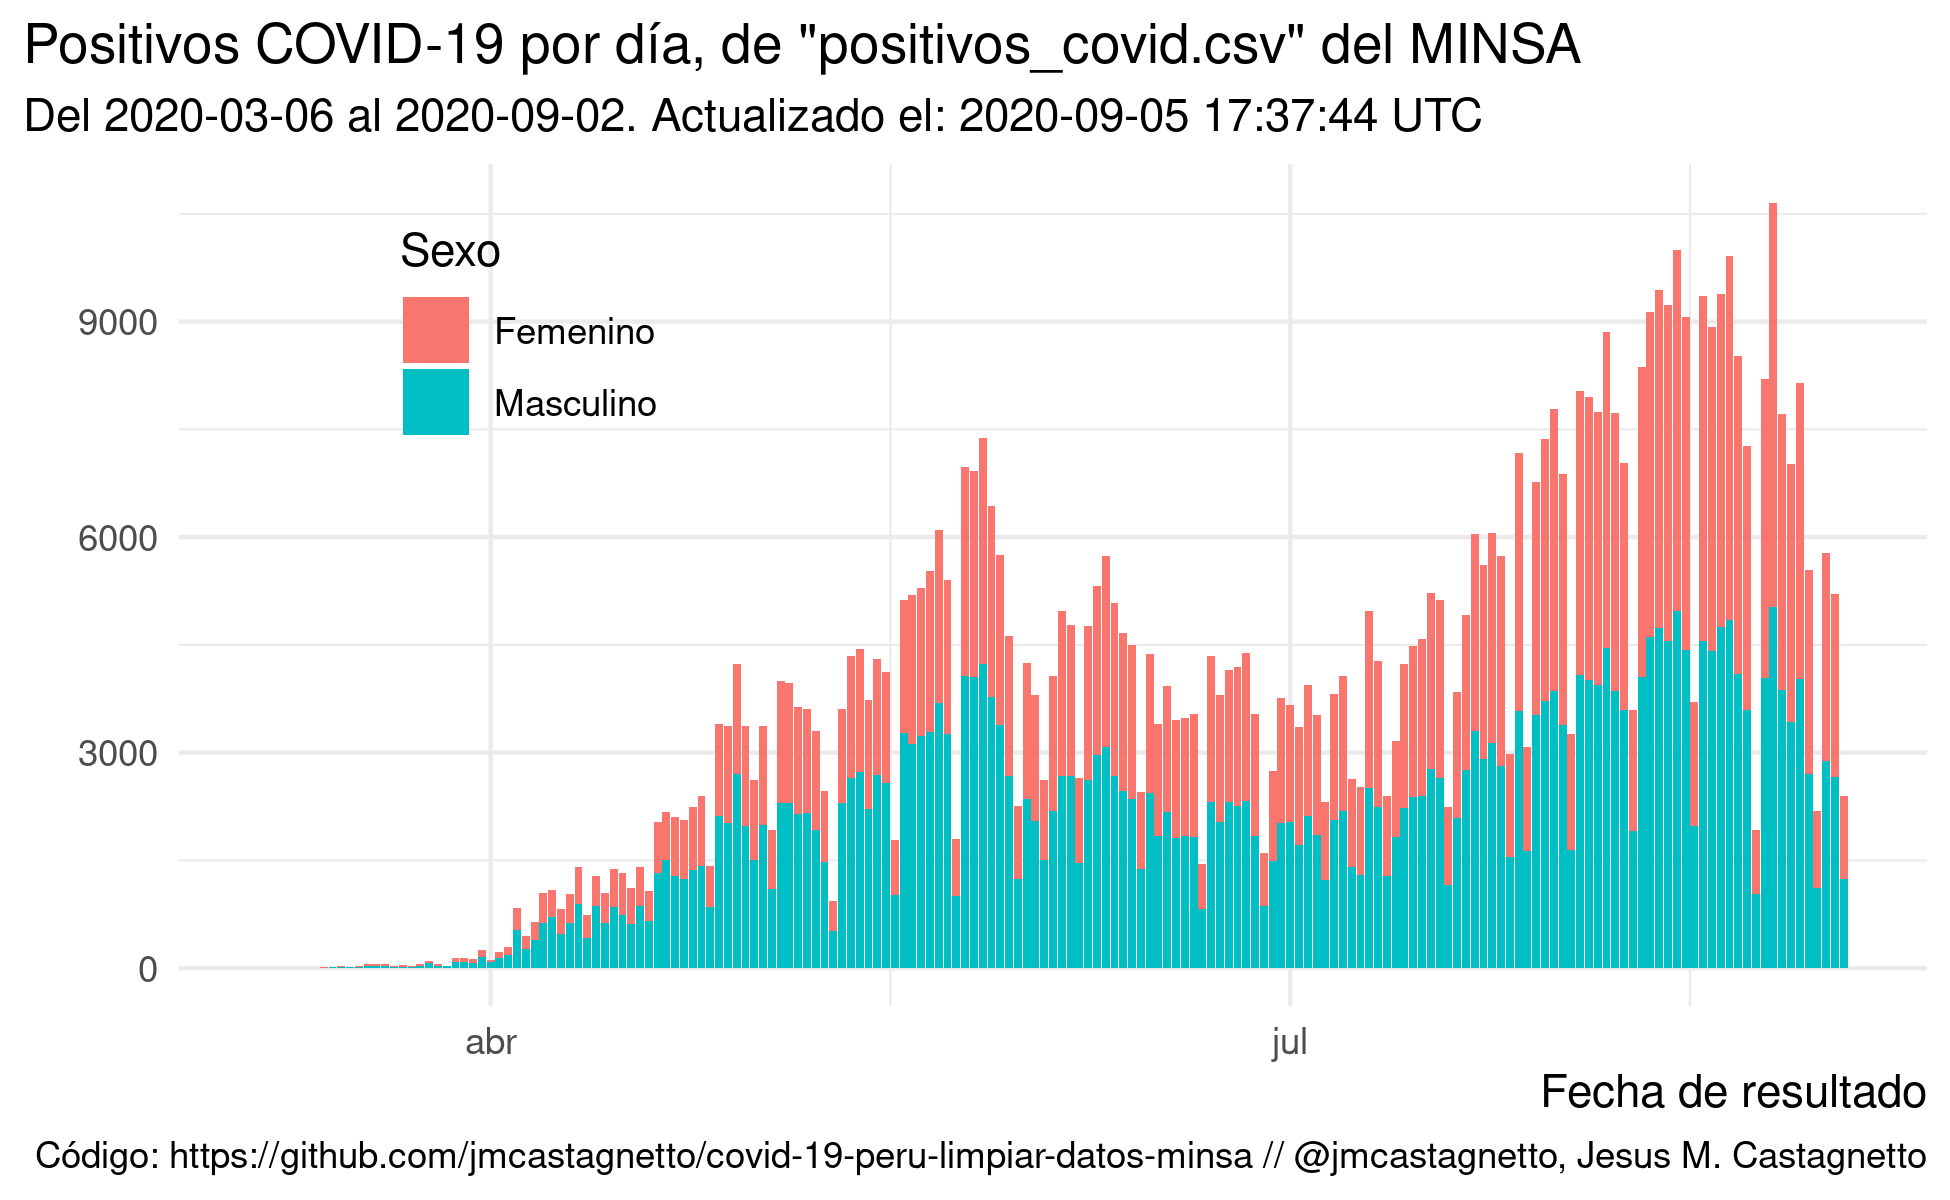 Positivos COVID-19 por día, de "positivos_covid.csv" del MINSA
Del 2020-03-06 al 2020-09-02. Actualizado el: 2020-09-05 17:37:44 UTC
Sexo
Femenino
Masculino
9000
6000
3000
0
abr
jul
Fecha de resultado
Código: https://github.com/jmcastagnetto/covid-19-peru-limpiar-datos-minsa // @jmcastagnetto, Jesus M. Castagnetto